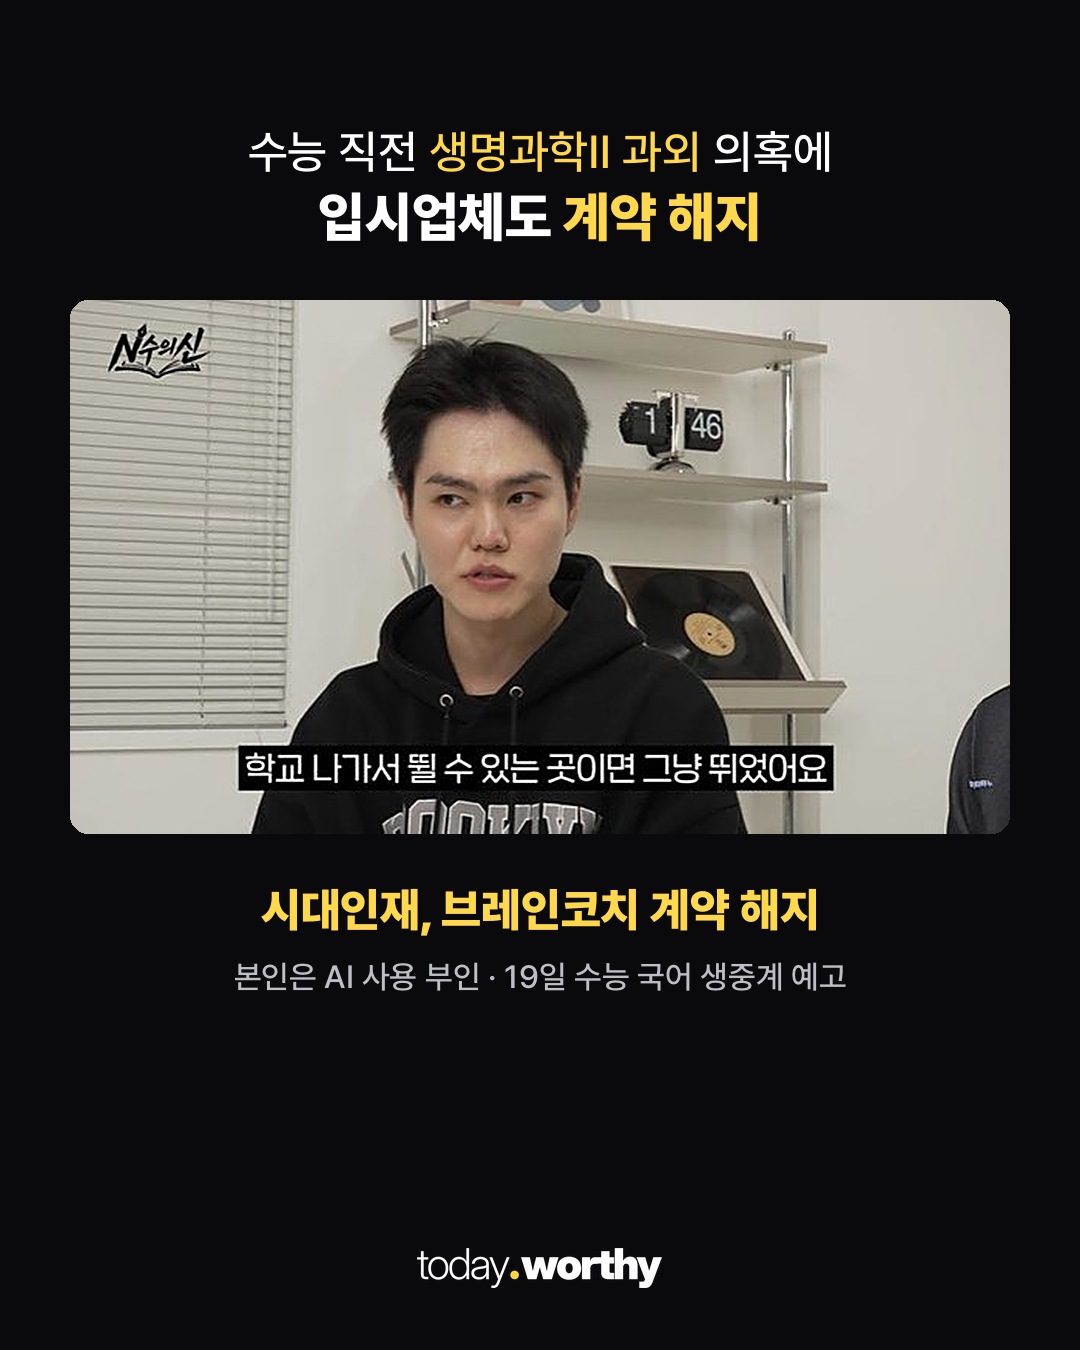 수능 직전 생명과학II 과외 의혹에
입시업체도 계약 해지
N수의신
1 46
학교 나가서 뛸 수 있는 곳이면 그냥 뛰었어요
시대인재, 브레인코치 계약 해지
본인은 AI 사용 부인 · 19일 수능 국어 생중계 예고
today.worthy